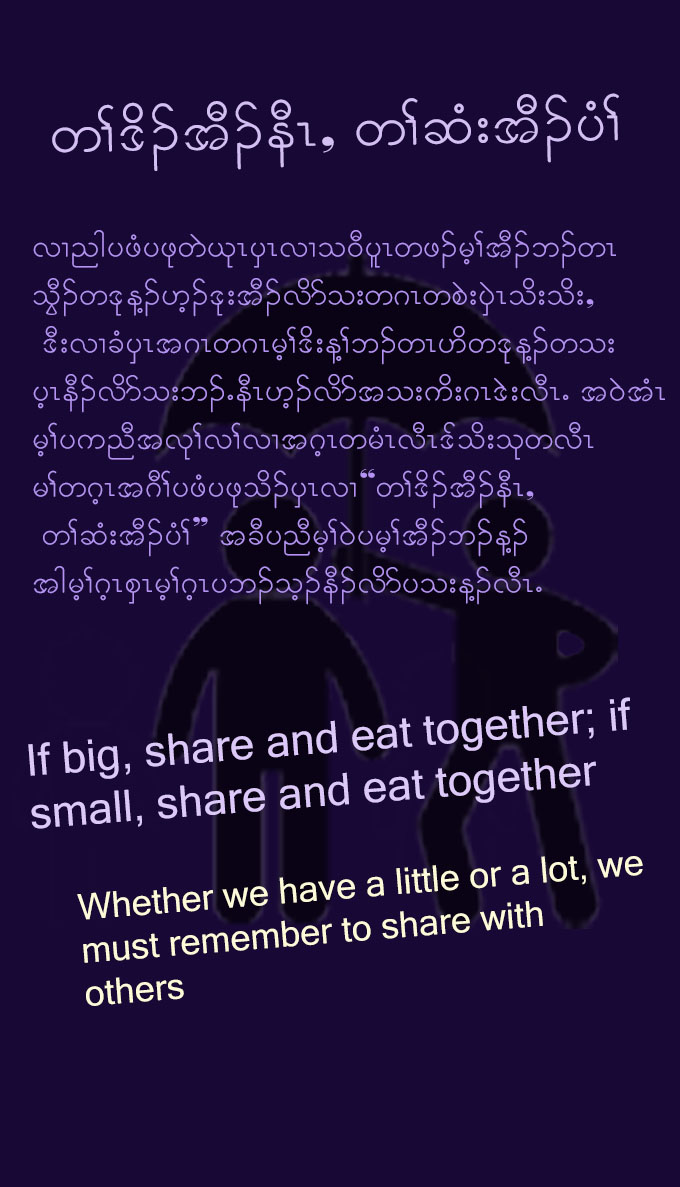 တၢ်ဒိၣ်အီၣ်နီၤ, တၢ်ဆံးအီၣ်ပံၢ်
လၢညါပဖံပဖုတဲယုၤပှၤလၢသဝီပူၤတဖၣ်မ့ၢ်အီၣ်ဘၣ်တၤ
သွီၣ်တဒုန့ၣ်ဟ့ၣ်ဒုးအီၣ်လိာ်သးတဂၤတစဲးပှဲၤသိးသိး,
ဒီးလၢခံပှၤအဂၤတဂၤမ့ၢ်ဒိးန့ၢ်ဘၣ်တၤဟိတဒုန့ၣ်တသး
ပ့ၤနီၣ်လိာ်သးဘၣ်.နီၤဟ့ၣ်လိာ်အသးကိးဂၤဒဲးလီၤ. အဝဲအံၤ
မ့ၢ်ပကညီအလုၢ်လၢ်လၢအဂ့ၤတမံၤလီၤဒ်သိးသုတလီၤ
မၢ်တဂ့ၤအဂီၢ်ပဖံပဖုသိၣ်ပှၤလၢ“တၢ်ဒိၣ်အီၣ်နီၤ,
တၢ်ဆံးအီၣ်ပံၢ်” အခီပညီမ့ၢ်ဝဲပမ့ၢ်အီၣ်ဘၣ်န့ၣ်
အါမ့ၢ်ဂ့ၤစှၤမ့ၢ်ဂ့ၤပဘၣ်သ့ၣ်နီၣ်လိာ်ပသးန့ၣ်လီၤ.
If big, share and eat together; if
small, share and eat together
Whether we have a little or a lot, we
must remember to share with
others